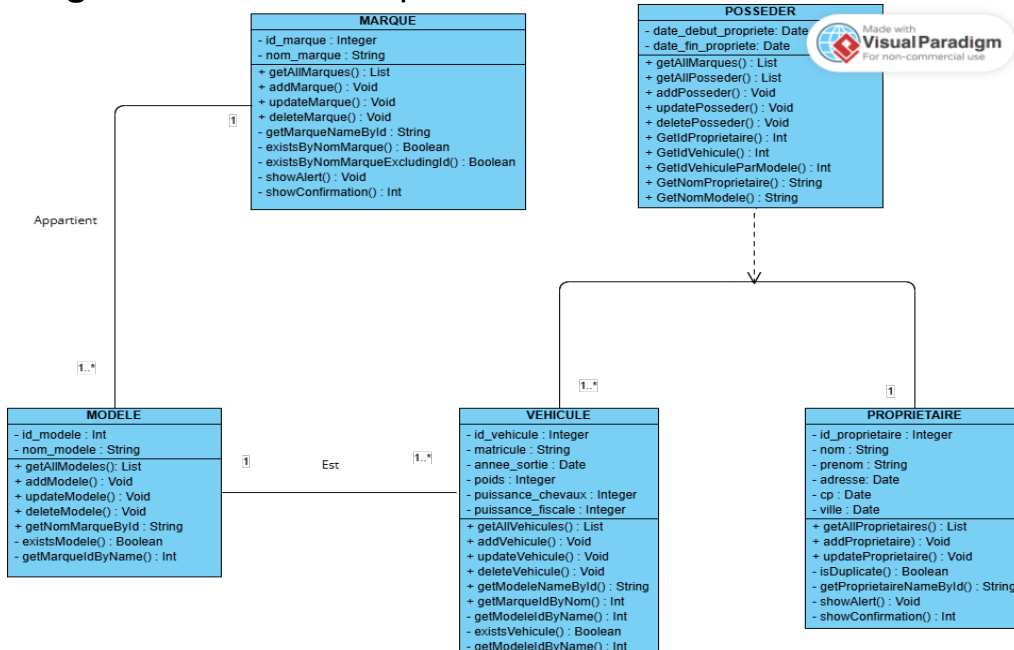 MARQUE
- id_marque : Integer
- nom_marque : String
+ getAllMarques() : List
+ addMarque() : Void
+ updateMarque() : Void
+ deleteMarque() : Void
- getMarqueNameById : String
- existsByNomMarque() : Boolean
- existsByNomMarqueExcludingId() : Boolean
- showAlert() : Void
- showConfirmation() : Int
POSSEDER
- date_debut_propriete: Date
- date_fin_propriete: Date
+ getAllMarques() : List
+ getAllPosseder() : List
+ addPosseder() : Void
+ updatePosseder() : Void
+ deletePosseder() : Void
+ GetIdProprietaire() : Int
+ GetIdVehicule() : Int
+ GetIdVehiculeParModele() : Int
+ GetNomProprietaire() : String
+ GetNomModele() : String
Made with
Visual Paradigm
For non-commercial use
1
Appartient
1..*
1..*
1
MODELE
- id_modele : Int
- nom_modele : String
+ getAllModeles(): List
+ addModele() : Void
+ updateModele() : Void
+ deleteModele() : Void
+ getNomMarqueById : String
- existsModele() : Boolean
- getMarqueIdByName() : Int
1
Est
1..*
VEHICULE
- id_vehicule : Integer
- matricule : String
- annee_sortie : Date
- poids : Integer
- puissance_chevaux : Integer
- puissance_fiscale : Integer
+ getAllVehicules() : List
+ addVehicule() : Void
+ updateVehicule() : Void
+ deleteVehicule() : Void
+ getModeleNameById() : String
+ getMarqueIdByNom() : Int
- getModeleIdByName() : Int
- existsVehicule() : Boolean
- getModeleIdByName() : Int
PROPRIETAIRE
- id_proprietaire : Integer
- nom : String
- prenom : String
- adresse: Date
- cp : Date
- ville : Date
+ getAllProprietaires() : List
+ addProprietaire) : Void
+ updateProprietaire() : Void
- isDuplicate() : Boolean
- getProprietaireNameById() : String
- showAlert() : Void
- showConfirmation() : Int